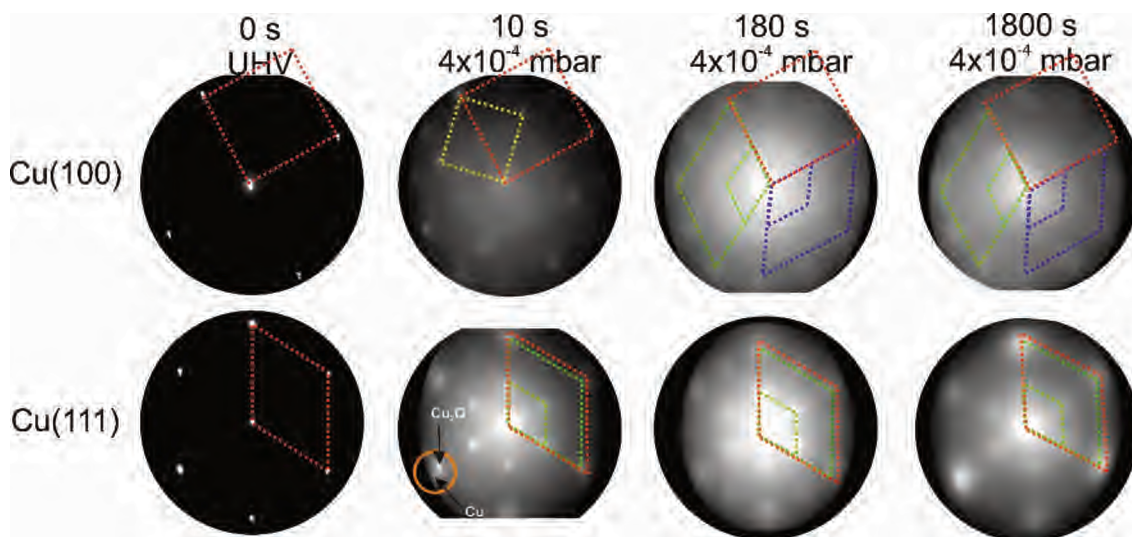 0 s
UHV
10 s
4x10⁻⁴ mbar
180 s
4x10⁻⁴ mbar
1800 s
4x10⁻⁴ mbar
Cu(100)
Cu(111)
Cu₂O
Cu